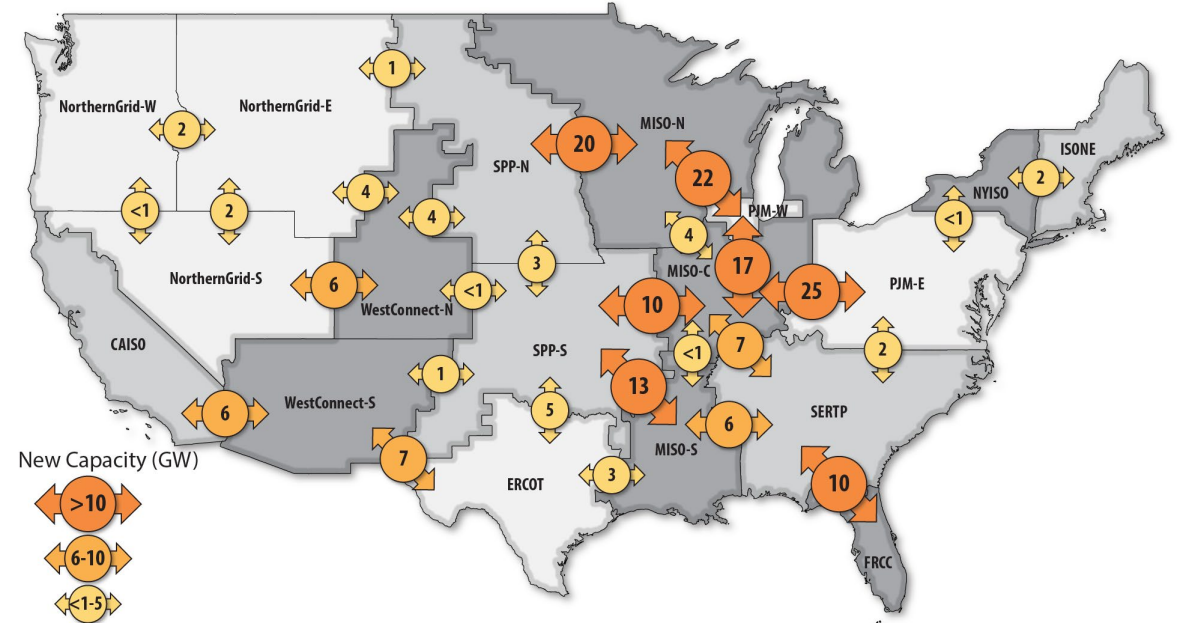 1
NorthernGrid-W
NorthernGrid-E
2
MISO-N
20
ISONE
SPP-N
22
2
NYISO
4
<1
2
4
PJM-W
<1
4
3
MISO-C
17
NorthernGrid-S
6
<1
25
PJM-E
WestConnect-N
10
CAISO
7
SPP-S
<1
2
1
13
WestConnect-S
6
5
SERTP
6
MISO-S
7
New Capacity (GW)
3
ERCOT
10
>10
6-10
FRCC
<1-5